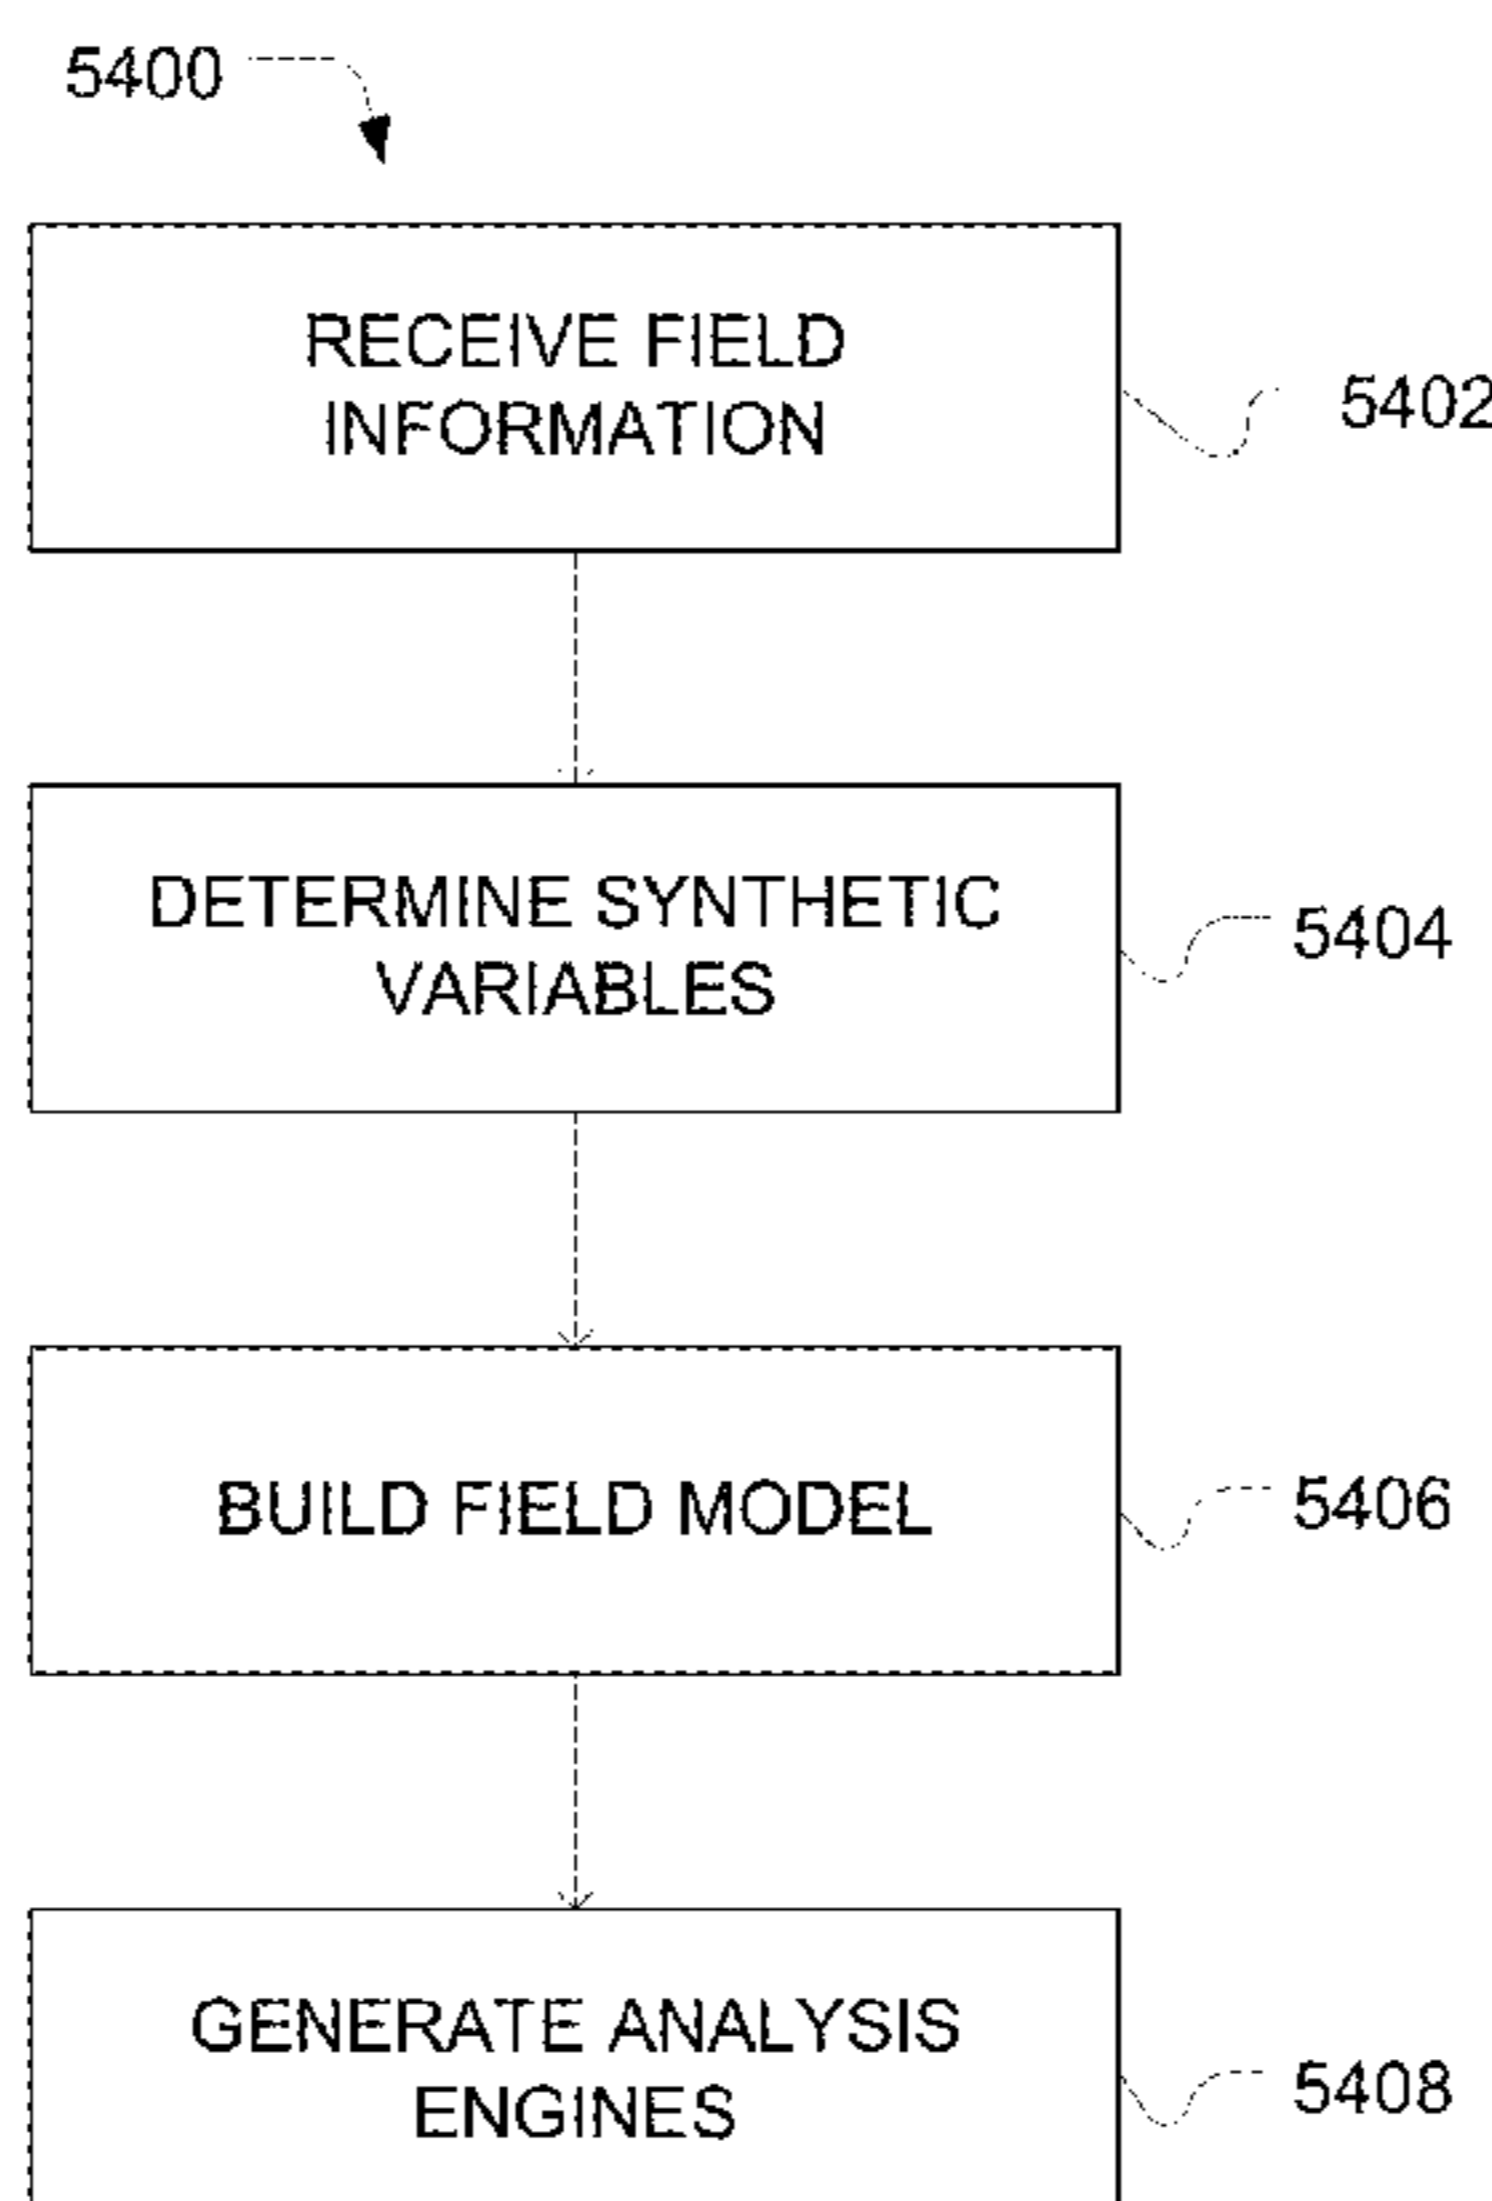 5400
RECEIVE FIELD
INFORMATION
5402
DETERMINE SYNTHETIC
VARIABLES
5404
BUILD FIELD MODEL
5406
GENERATE ANALYSIS
ENGINES
5408